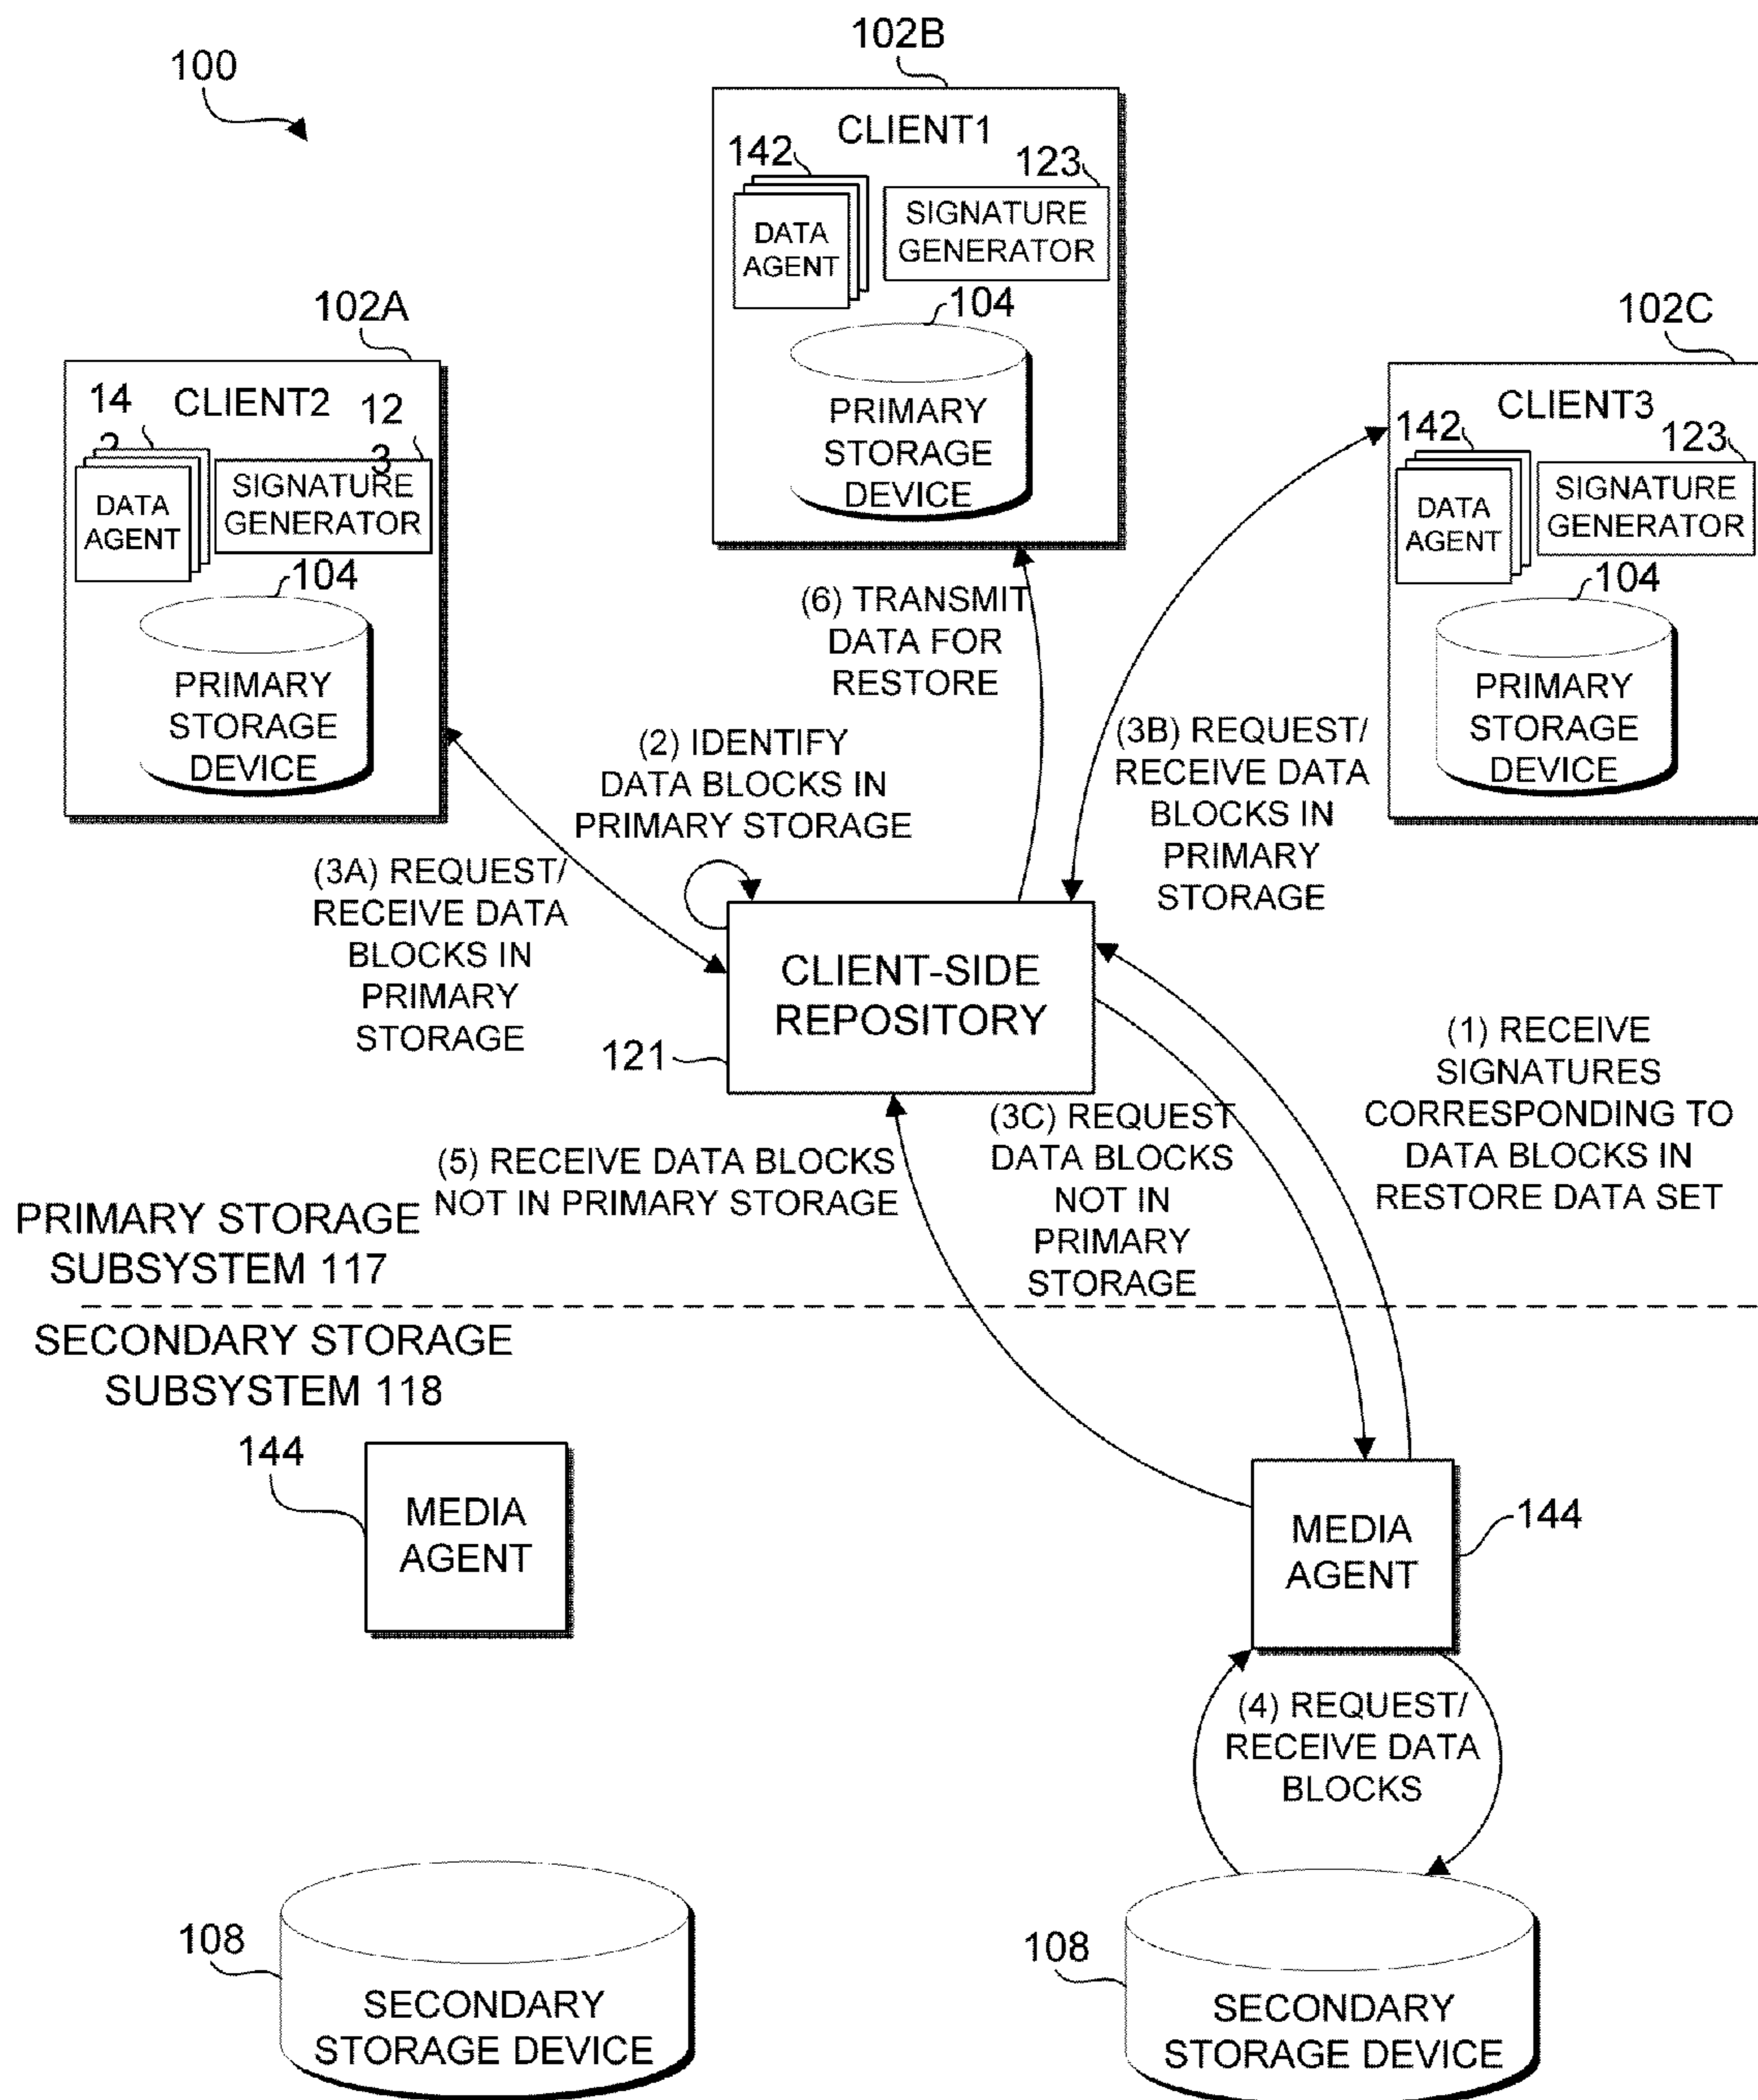 100
102B
CLIENT1
142
123
DATA
AGENT
SIGNATURE
GENERATOR
104
PRIMARY
STORAGE
DEVICE
102A
CLIENT2
14
2
12
3
DATA
AGENT
SIGNATURE
GENERATOR
104
PRIMARY
STORAGE
DEVICE
102C
CLIENT3
142
123
DATA
AGENT
SIGNATURE
GENERATOR
104
PRIMARY
STORAGE
DEVICE
(6) TRANSMIT
DATA FOR
RESTORE
(2) IDENTIFY
DATA BLOCKS IN
PRIMARY STORAGE
(3B) REQUEST/
RECEIVE DATA
BLOCKS IN
PRIMARY
STORAGE
(3A) REQUEST/
RECEIVE DATA
BLOCKS IN
PRIMARY
STORAGE
CLIENT-SIDE
REPOSITORY
121
(1) RECEIVE
SIGNATURES
CORRESPONDING TO
DATA BLOCKS IN
RESTORE DATA SET
(3C) REQUEST
DATA BLOCKS
NOT IN
PRIMARY
STORAGE
(5) RECEIVE DATA BLOCKS
NOT IN PRIMARY STORAGE
PRIMARY STORAGE
SUBSYSTEM 117
SECONDARY STORAGE
SUBSYSTEM 118
144
MEDIA
AGENT
MEDIA
AGENT
144
(4) REQUEST/
RECEIVE DATA
BLOCKS
108
SECONDARY
STORAGE DEVICE
108
SECONDARY
STORAGE DEVICE